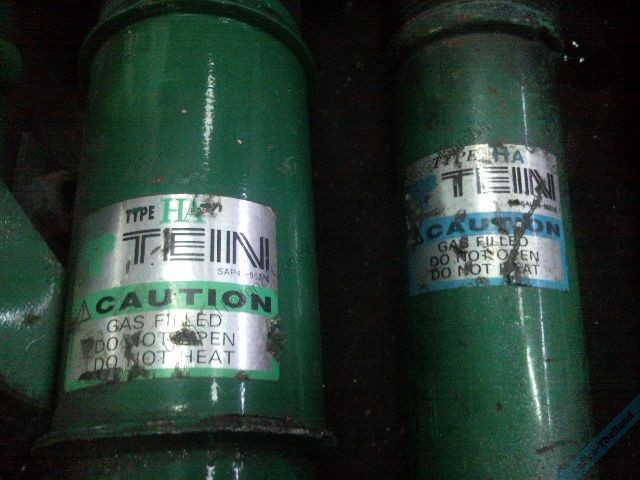 TYPE HA
TEIN
CAUTION
GAS FILLED
DO NOT OPEN
DO NOT HEAT
TYPE HA
TEIN
CAUTION
GAS FILLED
DO NOT OPEN
DO NOT HEAT